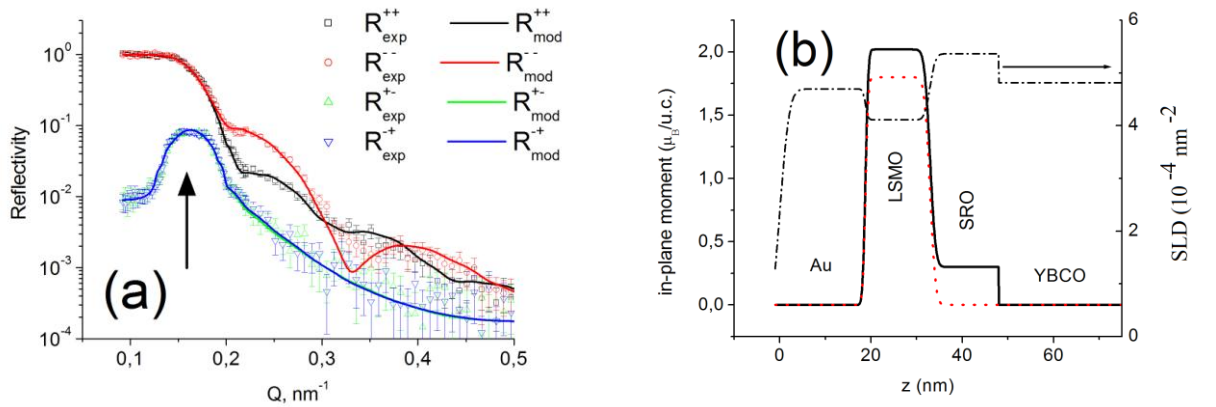 R++exp R++mod
R--exp R--mod
R+-exp R+-mod
R-+exp R-+mod
10^0
10^-1
10^-2
10^-3
10^-4
Reflectivity
(a)
0,1 0,2 0,3 0,4 0,5
Q, nm^-1
(b)
2,0
1,5
1,0
0,5
0,0
in-plane moment (μB/u.c.)
Au
LSMO
SRO
YBCO
0 20 40 60
z (nm)
6
5
4
2
1
0
SLD (10^-4 nm^-2